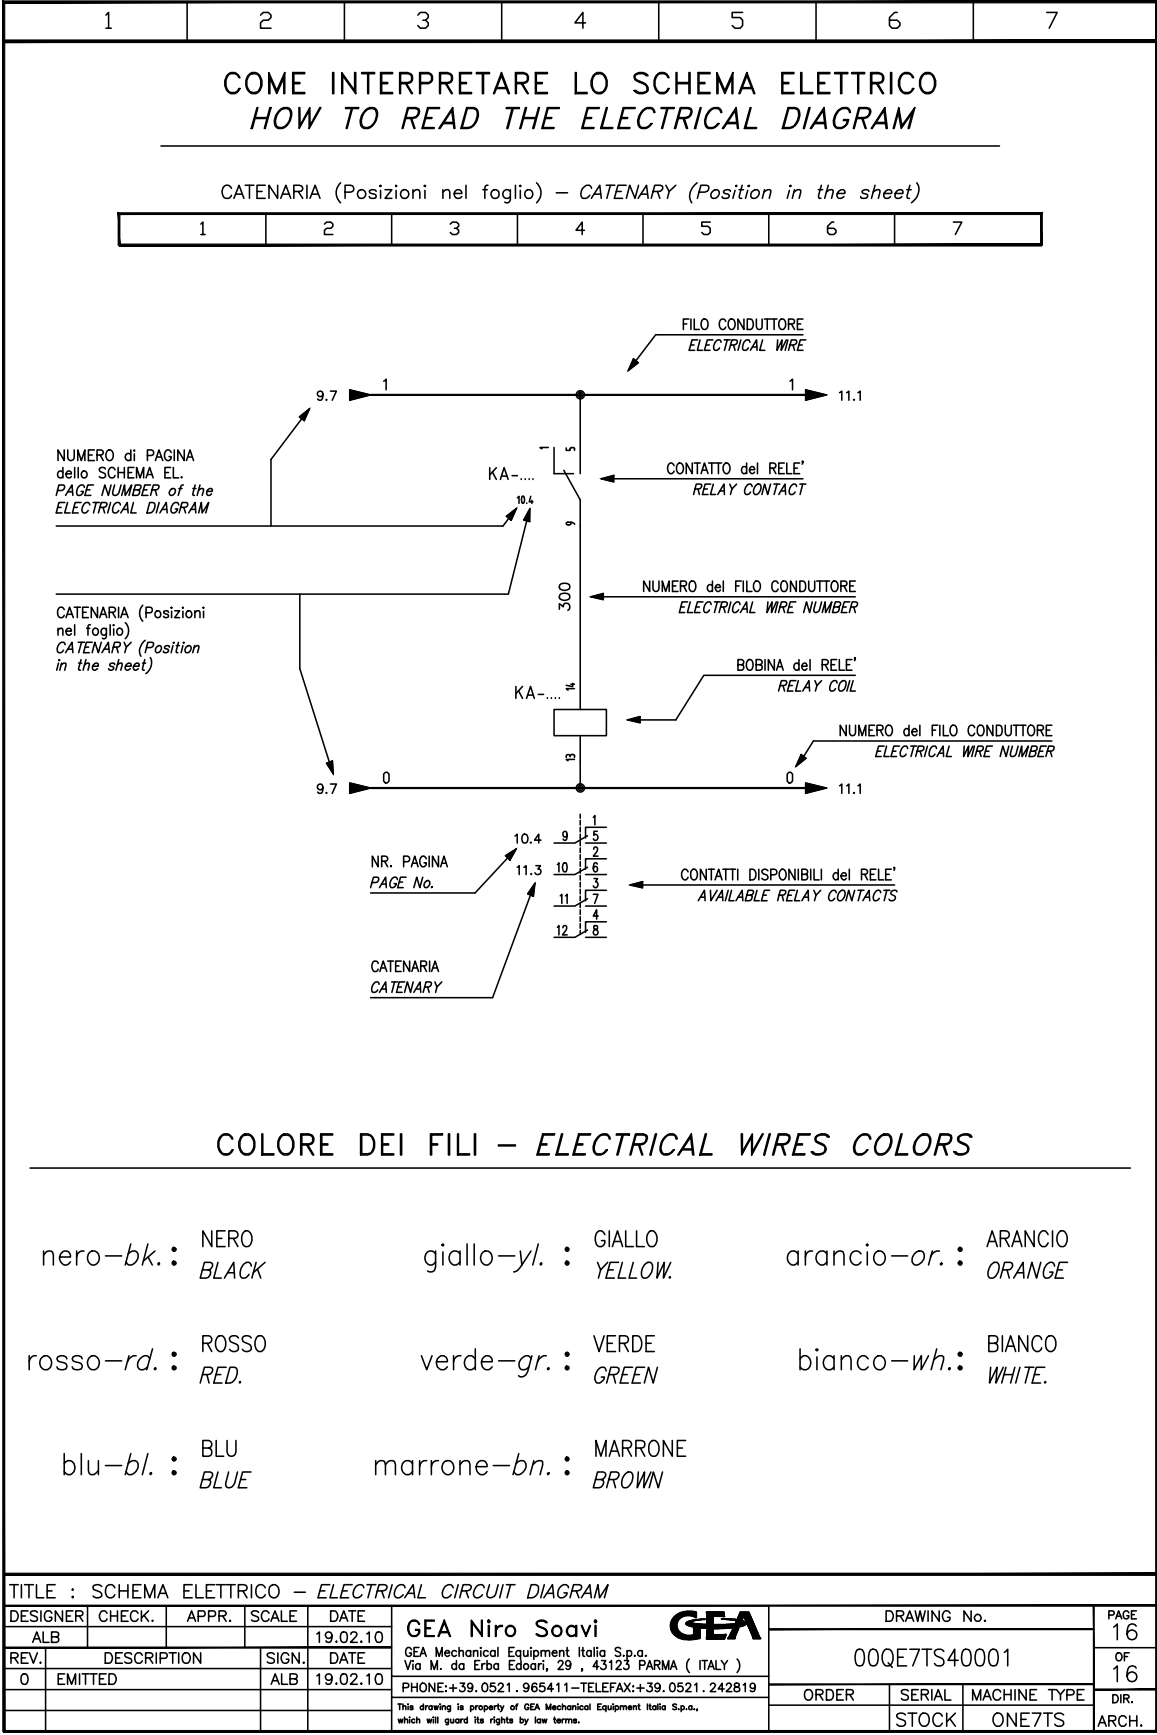 1 2 3 4 5 6 7
COME INTERPRETARE LO SCHEMA ELETTRICO
HOW TO READ THE ELECTRICAL DIAGRAM
CATENARIA (Posizioni nel foglio) – CATENARY (Position in the sheet)
1 2 3 4 5 6 7
FILO CONDUTTORE
ELECTRICAL WIRE
9.7 1 1 11.1
NUMERO di PAGINA
dello SCHEMA EL.
PAGE NUMBER of the
ELECTRICAL DIAGRAM
1 5
KA-....
10.4
9
CONTATTO del RELE'
RELAY CONTACT
300
NUMERO del FILO CONDUTTORE
ELECTRICAL WIRE NUMBER
CATENARIA (Posizioni
nel foglio)
CATENARY (Position
in the sheet)
BOBINA del RELE'
RELAY COIL
KA-.... 14
13
NUMERO del FILO CONDUTTORE
ELECTRICAL WIRE NUMBER
9.7 0 0 11.1
1
10.4 9 5
2
11.3 10 6
3
11 7
4
12 8
NR. PAGINA
PAGE No.
CONTATTI DISPONIBILI del RELE'
AVAILABLE RELAY CONTACTS
CATENARIA
CATENARY
COLORE DEI FILI – ELECTRICAL WIRES COLORS
nero–bk. : NERO
BLACK
giallo–yl. : GIALLO
YELLOW.
arancio–or. : ARANCIO
ORANGE
rosso–rd. : ROSSO
RED.
verde–gr. : VERDE
GREEN
bianco–wh. : BIANCO
WHITE.
blu–bl. : BLU
BLUE
marrone–bn. : MARRONE
BROWN
TITLE : SCHEMA ELETTRICO – ELECTRICAL CIRCUIT DIAGRAM
DESIGNER CHECK. APPR. SCALE DATE
ALB 19.02.10
REV. DESCRIPTION SIGN. DATE
0 EMITTED ALB 19.02.10
GEA Niro Soavi GEA
GEA Mechanical Equipment Italia S.p.a.
Via M. da Erba Edoari, 29 , 43123 PARMA ( ITALY )
PHONE:+39.0521.965411–TELEFAX:+39.0521.242819
This drawing is property of GEA Mechanical Equipment Italia S.p.a.,
which will guard its rights by law terms.
DRAWING No.
00QE7TS40001
ORDER SERIAL MACHINE TYPE
STOCK ONE7TS
PAGE
16
OF
16
DIR.
ARCH.